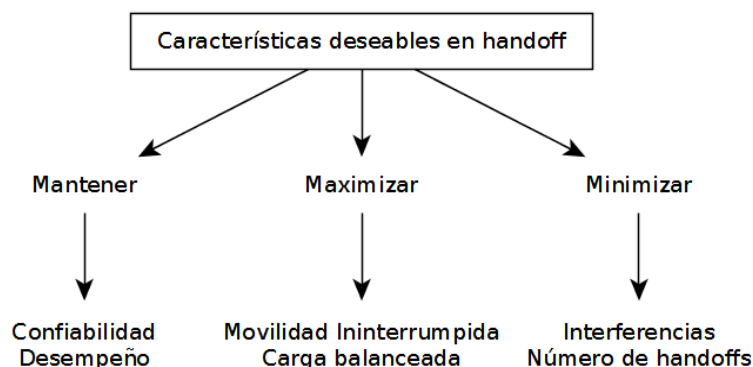 Características deseables en handoff
Mantener
Maximizar
Minimizar
Confiabilidad
Desempeño
Movilidad Ininterrumpida
Carga balanceada
Interferencias
Número de handoffs